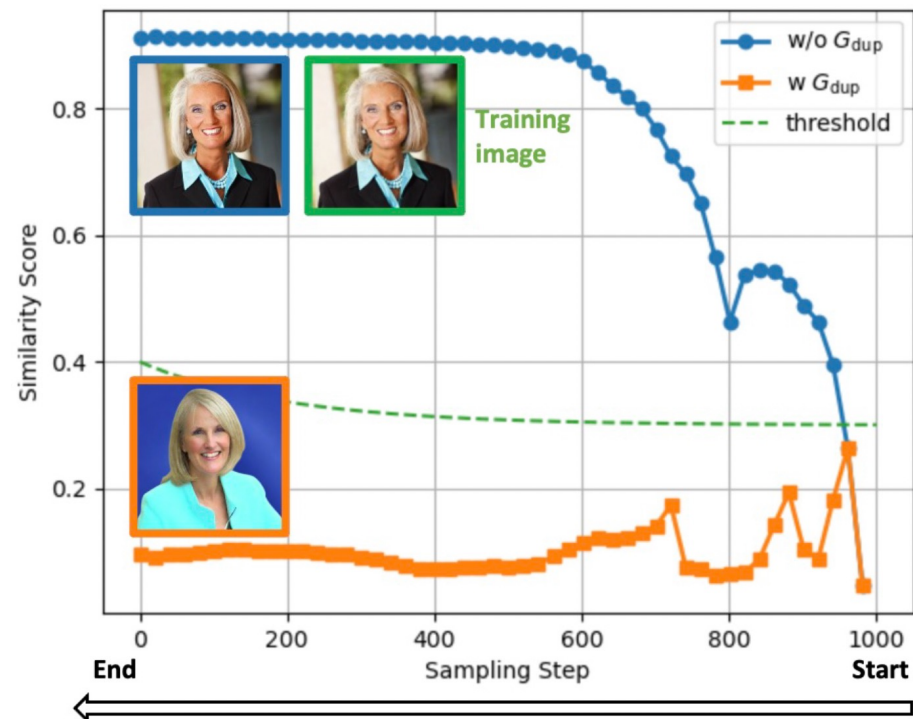 w/o G_dup
w G_dup
threshold
Training
image
Similarity Score
0.8
0.6
0.4
0.2
0
200
400
600
800
1000
End
Sampling Step
Start